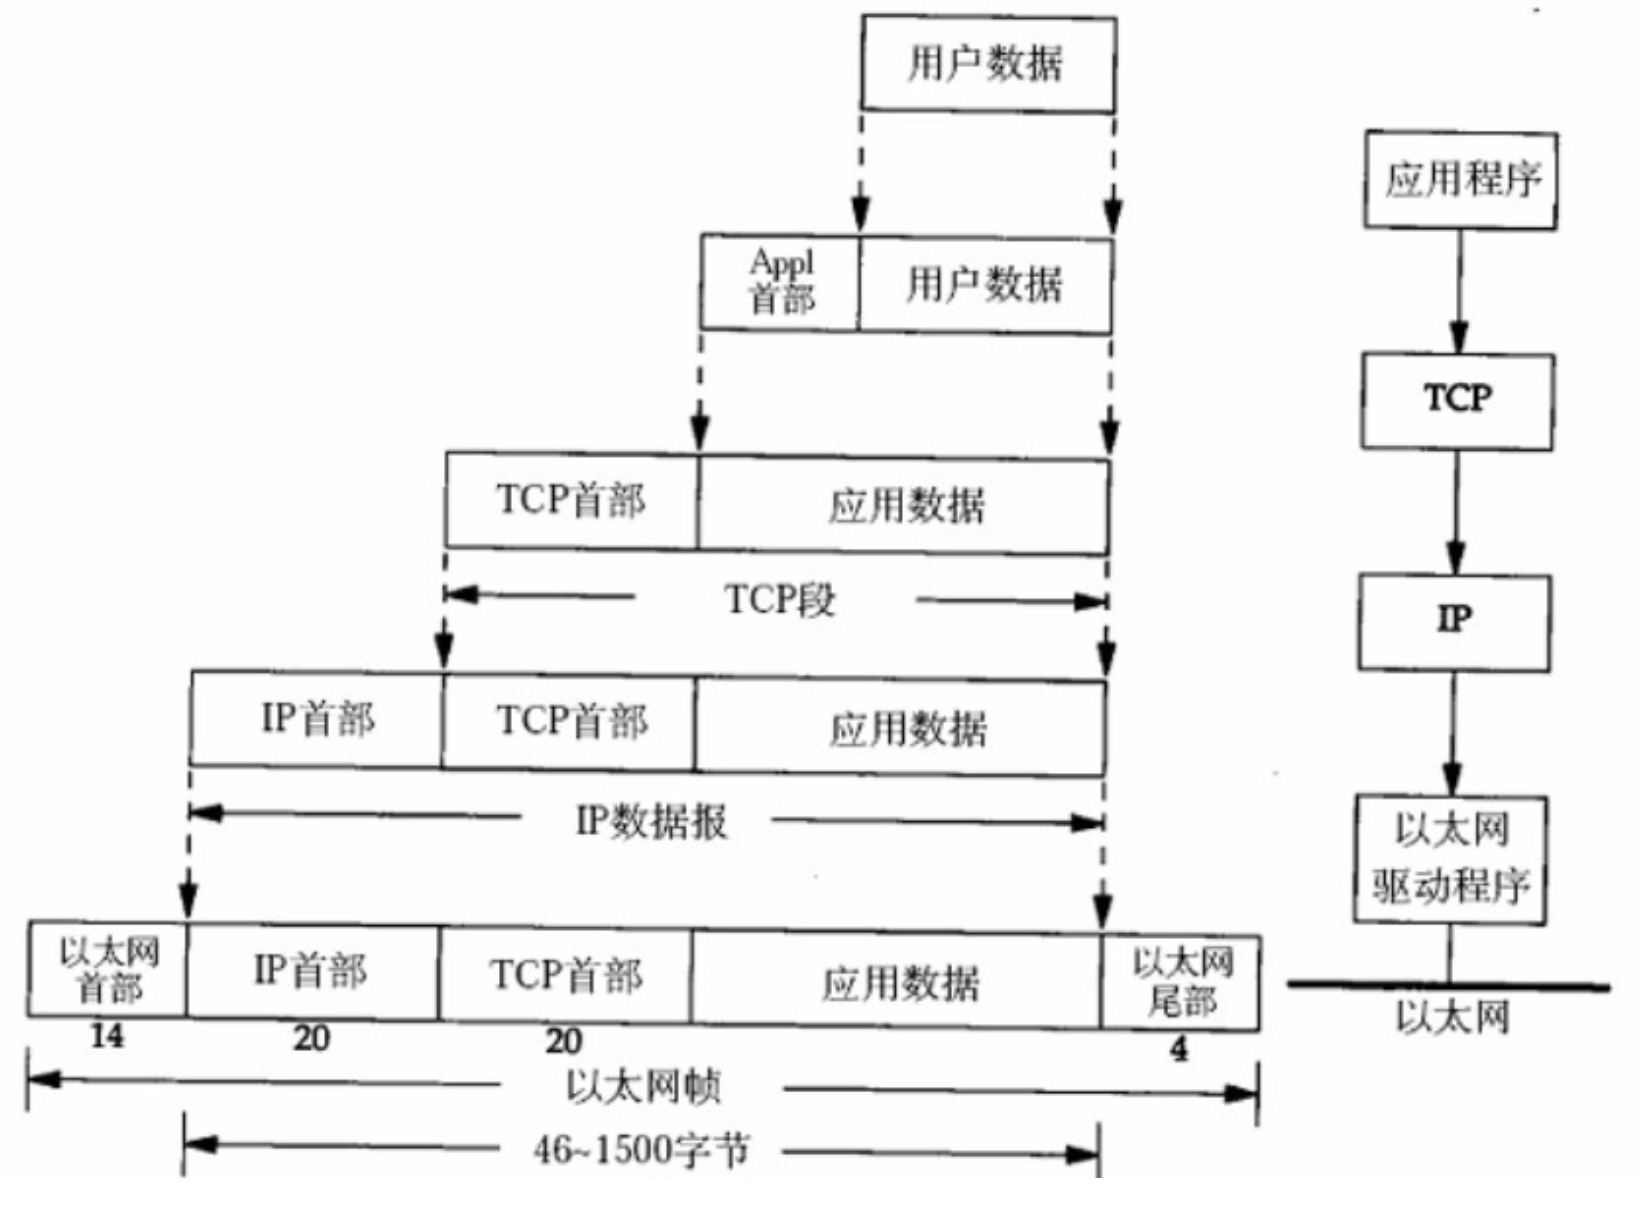 用户数据
应用程序
Appl
首部
用户数据
TCP
TCP首部
应用数据
TCP段
IP
IP首部
TCP首部
应用数据
IP数据报
以太网
驱动程序
以太网
首部
IP首部
TCP首部
应用数据
以太网
尾部
以太网
14
20
20
4
以太网帧
46~1500字节